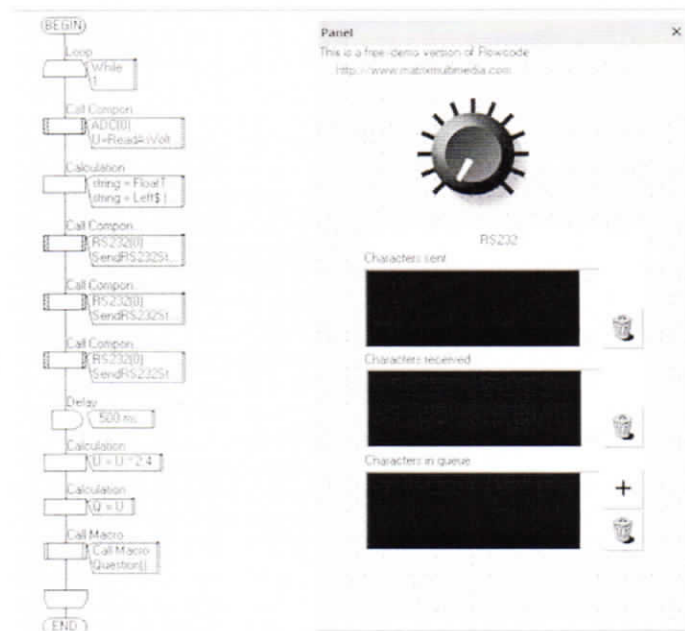 BEGIN
Loop
While
1
Call Compon...
ADC(0)
U=ReadAsVolt
Calculation
string = FloatT
string = Left$ (
Call Compon...
RS232(0)
SendRS232St...
Call Compon...
RS232(0)
SendRS232St...
Call Compon...
RS232(0)
SendRS232St...
Delay
500 ms
Calculation
U = U * 2.4
Calculation
Q = U
Call Macro
Call Macro
Question()
END
Panel
This is a free-demo version of Flowcode
http://www.matrixmultimedia.com
RS232
Characters sent
Characters received
Characters in queue
+